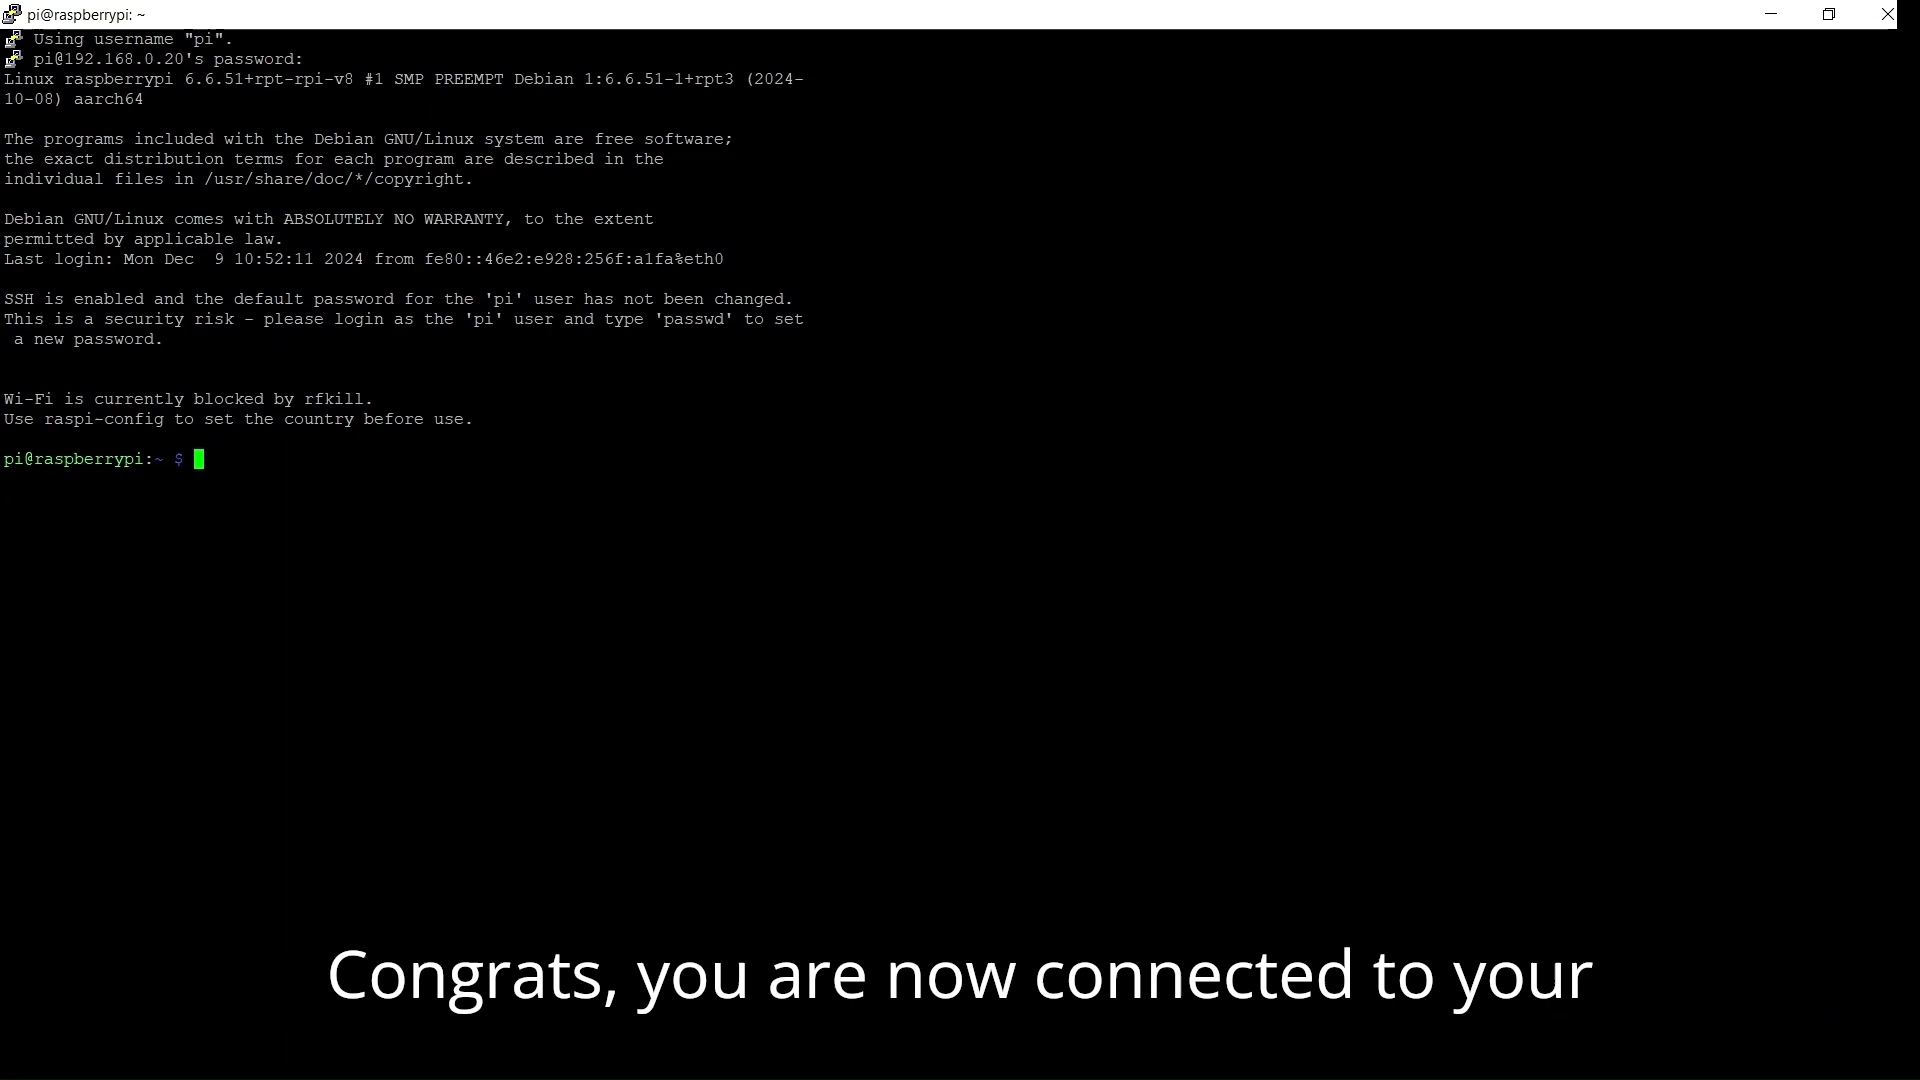 pi@raspberrypi: ~
Using username "pi".
pi@192.168.0.20's password:
Linux raspberrypi 6.6.51+rpt-rpi-v8 #1 SMP PREEMPT Debian 1:6.6.51-1+rpt3 (2024-
10-08) aarch64
The programs included with the Debian GNU/Linux system are free software;
the exact distribution terms for each program are described in the
individual files in /usr/share/doc/*/copyright.
Debian GNU/Linux comes with ABSOLUTELY NO WARRANTY, to the extent
permitted by applicable law.
Last login: Mon Dec  9 10:52:11 2024 from fe80::46e2:e928:256f:a1fa%eth0
SSH is enabled and the default password for the 'pi' user has not been changed.
This is a security risk - please login as the 'pi' user and type 'passwd' to set
 a new password.
Wi-Fi is currently blocked by rfkill.
Use raspi-config to set the country before use.
pi@raspberrypi:~ $
Congrats, you are now connected to your